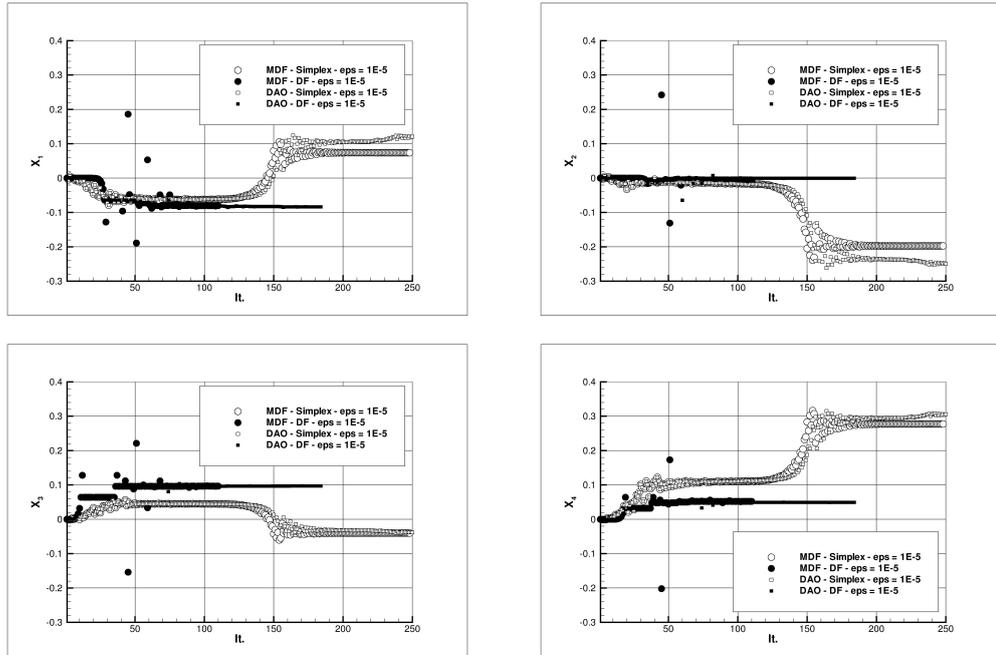 0.4
0.3
0.2
0.1
0
-0.1
-0.2
-0.3
X1
50
100
150
200
250
It.
MDF - Simplex - eps = 1E-5
MDF - DF - eps = 1E-5
DAO - Simplex - eps = 1E-5
DAO - DF - eps = 1E-5
0.4
0.3
0.2
0.1
0
-0.1
-0.2
-0.3
X2
50
100
150
200
250
It.
MDF - Simplex - eps = 1E-5
MDF - DF - eps = 1E-5
DAO - Simplex - eps = 1E-5
DAO - DF - eps = 1E-5
0.4
0.3
0.2
0.1
0
-0.1
-0.2
-0.3
X3
50
100
150
200
250
It.
MDF - Simplex - eps = 1E-5
MDF - DF - eps = 1E-5
DAO - Simplex - eps = 1E-5
DAO - DF - eps = 1E-5
0.4
0.3
0.2
0.1
0
-0.1
-0.2
-0.3
X4
50
100
150
200
250
It.
MDF - Simplex - eps = 1E-5
MDF - DF - eps = 1E-5
DAO - Simplex - eps = 1E-5
DAO - DF - eps = 1E-5